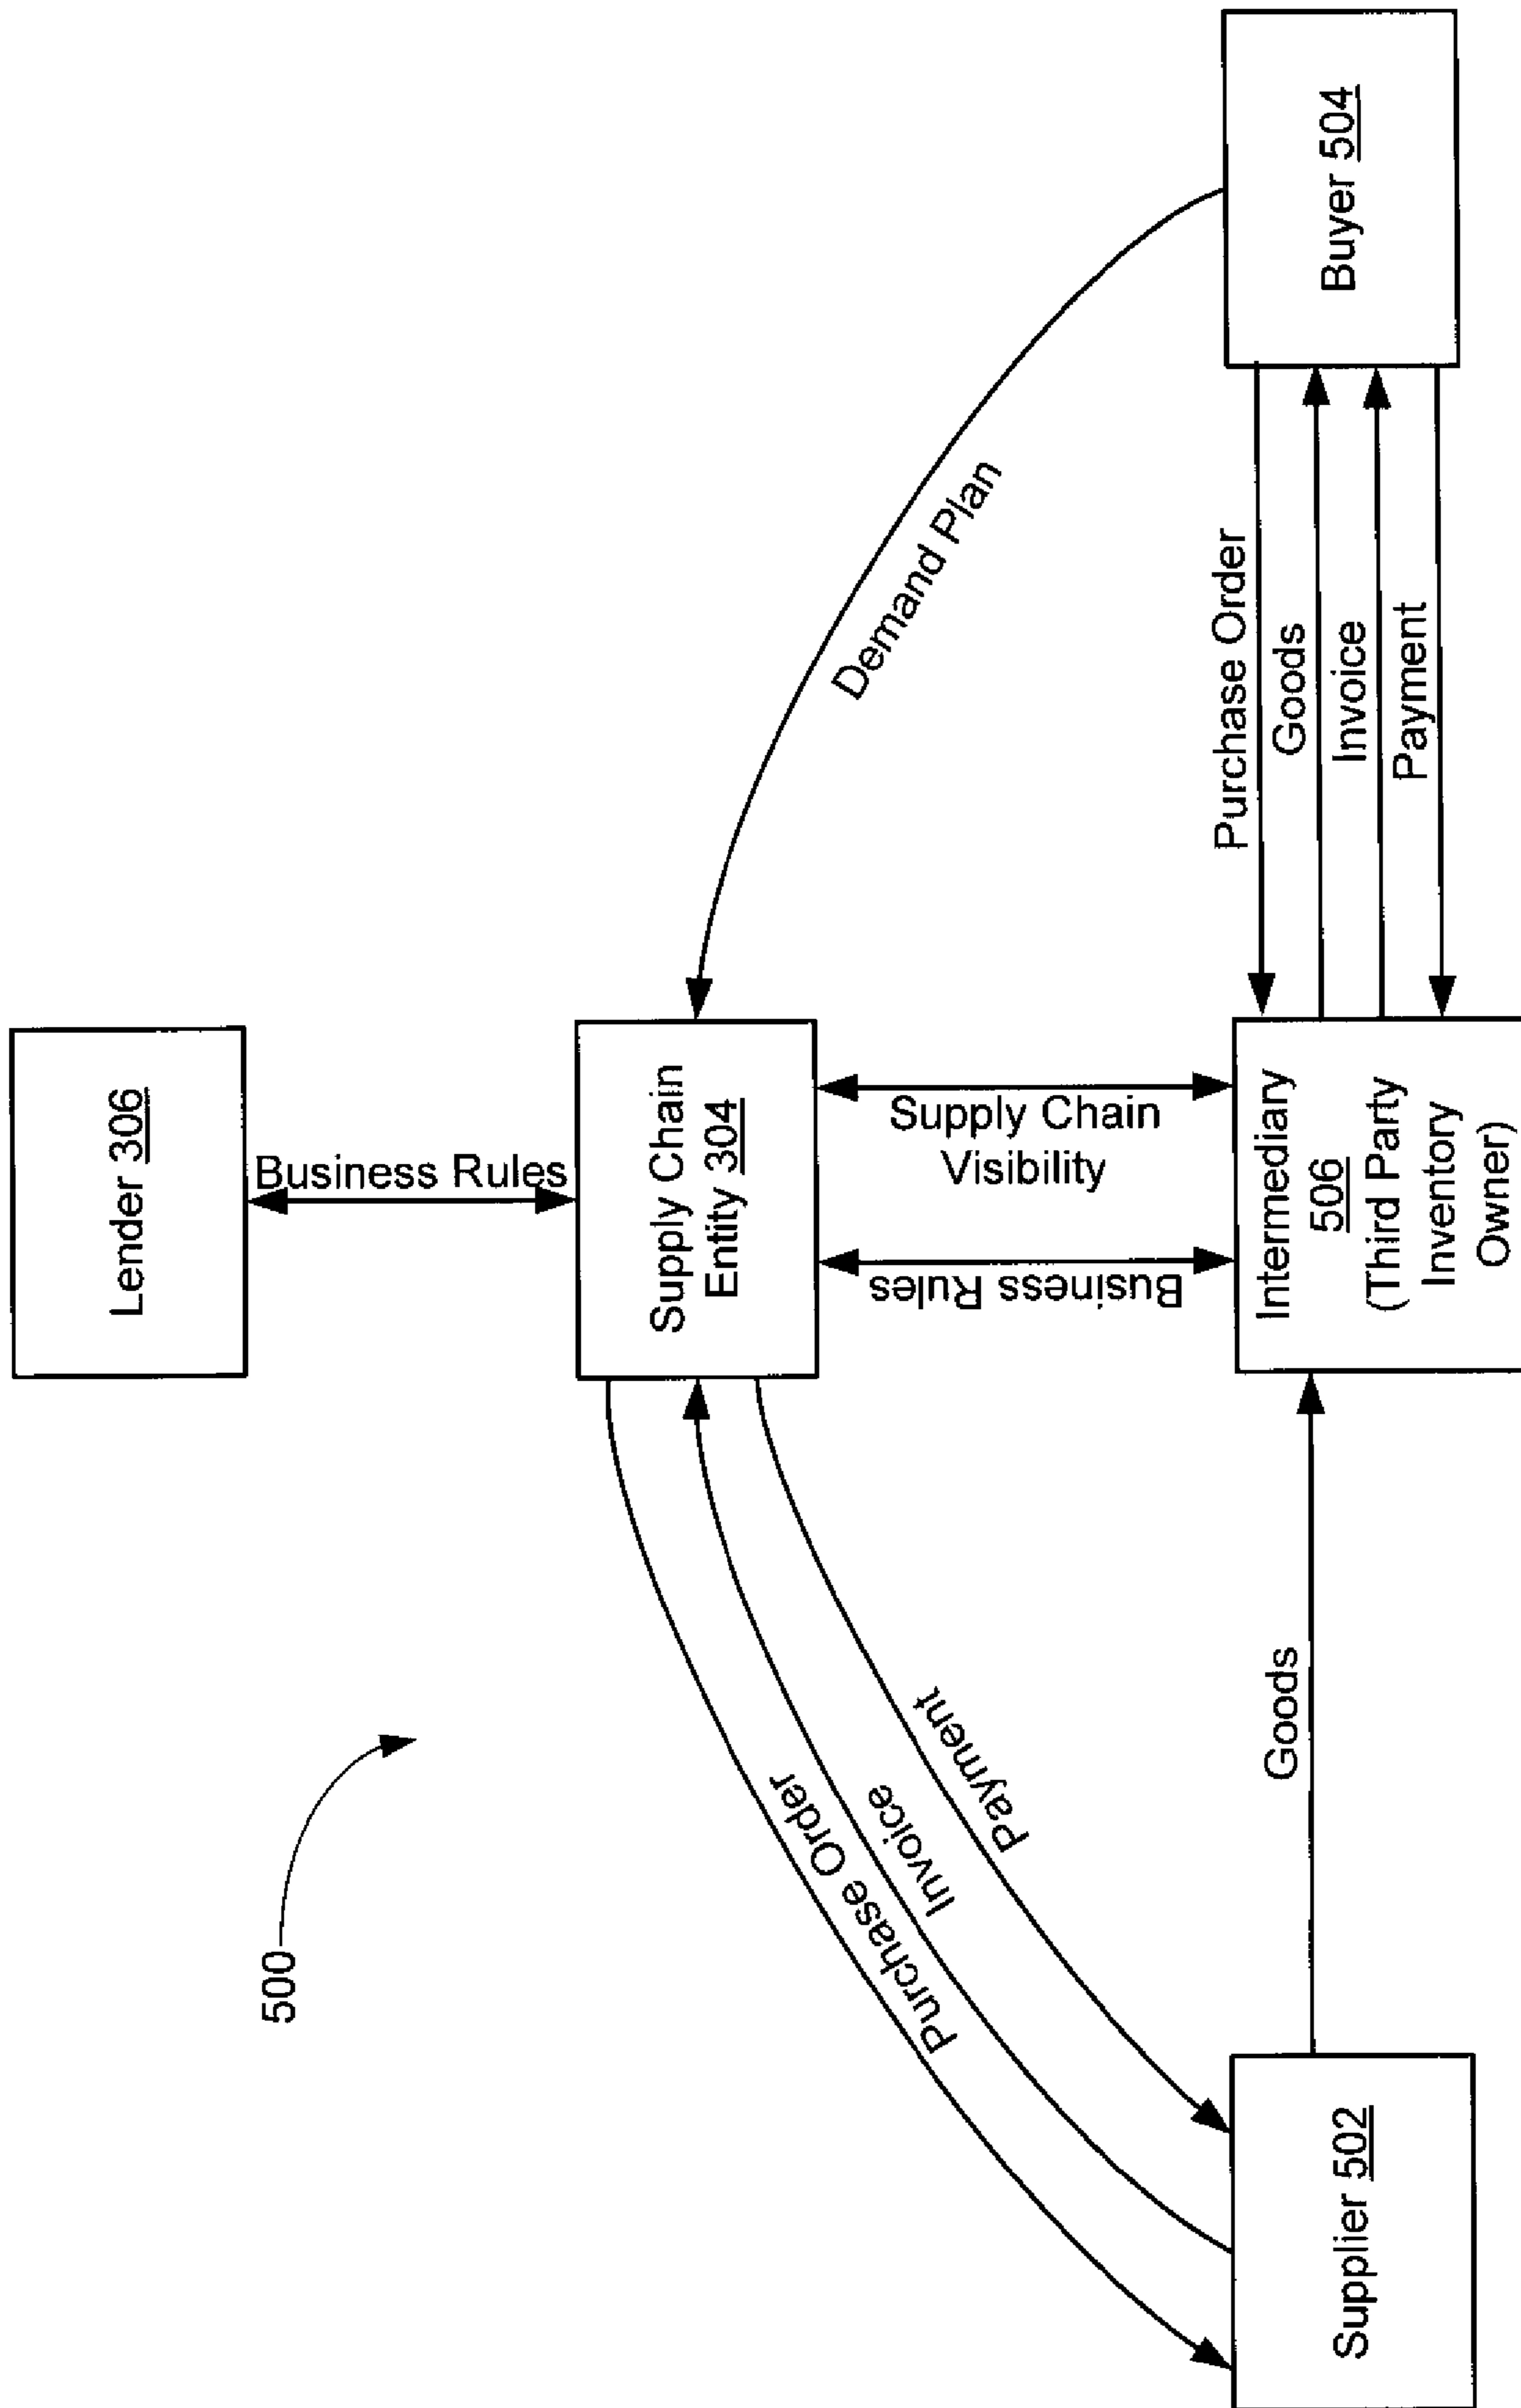 500
Lender 306
Business Rules
Supply Chain
Entity 304
Purchase Order
Invoice
Payment
Demand Plan
Business Rules
Supply Chain
Visibility
Supplier 502
Goods
Intermediary
506
(Third Party
Inventory
Owner)
Purchase Order
Goods
Invoice
Payment
Buyer 504